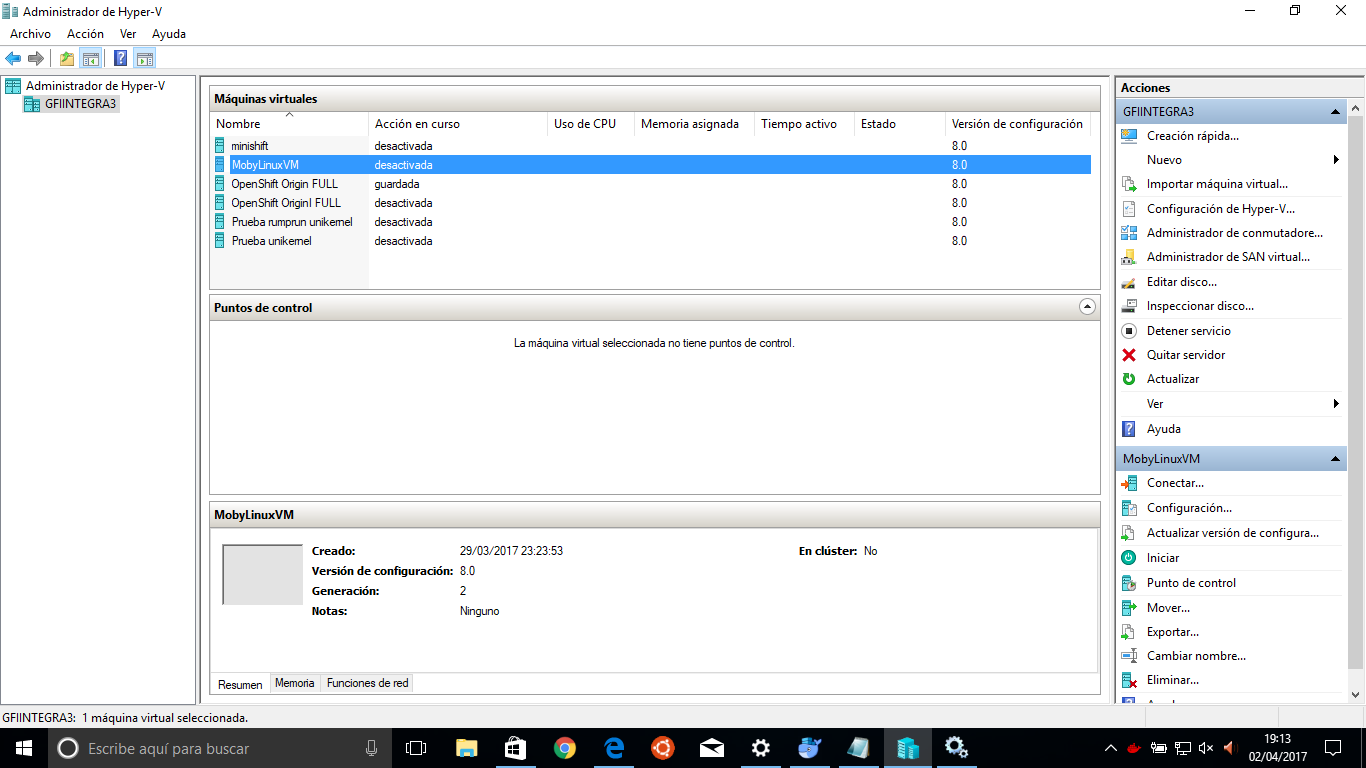 Administrador de Hyper-V
Archivo Acción Ver Ayuda
Administrador de Hyper-V
GFIINTEGRA3
Máquinas virtuales
Nombre Acción en curso Uso de CPU Memoria asignada Tiempo activo Estado Versión de configuración
minishift desactivada 8.0
MobyLinuxVM desactivada 8.0
OpenShift Origin FULL guardada 8.0
OpenShift OriginI FULL desactivada 8.0
Prueba rumprun unikernel desactivada 8.0
Prueba unikernel desactivada 8.0
Puntos de control
La máquina virtual seleccionada no tiene puntos de control.
MobyLinuxVM
Creado: 29/03/2017 23:23:53 En clúster: No
Versión de configuración: 8.0
Generación: 2
Notas: Ninguno
Resumen Memoria Funciones de red
Acciones
GFIINTEGRA3
Creación rápida...
Nuevo
Importar máquina virtual...
Configuración de Hyper-V...
Administrador de conmutadore...
Administrador de SAN virtual...
Editar disco...
Inspeccionar disco...
Detener servicio
Quitar servidor
Actualizar
Ver
Ayuda
MobyLinuxVM
Conectar...
Configuración...
Actualizar versión de configura...
Iniciar
Punto de control
Mover...
Exportar...
Cambiar nombre...
Eliminar...
GFIINTEGRA3: 1 máquina virtual seleccionada.
Escribe aquí para buscar
19:13
02/04/2017